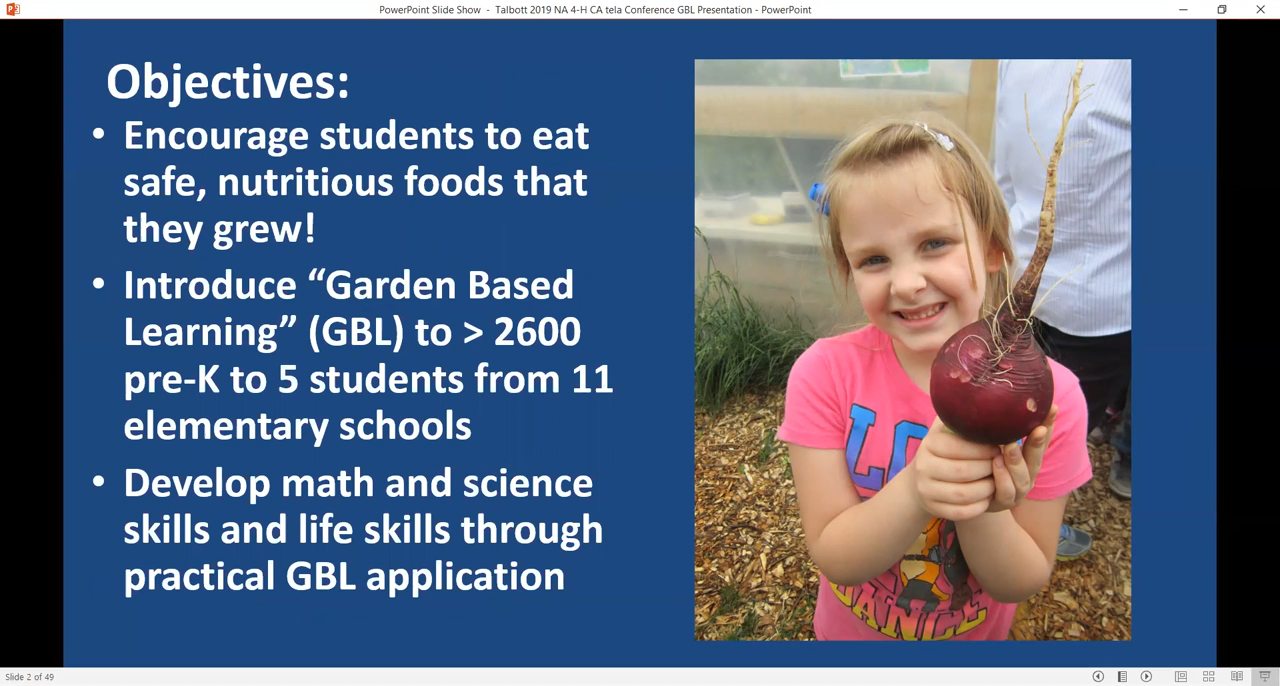 PowerPoint Slide Show - Talbott 2019 NA 4-H CA tela Conference GBL Presentation - PowerPoint
Objectives:
• Encourage students to eat
safe, nutritious foods that
they grew!
• Introduce “Garden Based
Learning” (GBL) to > 2600
pre-K to 5 students from 11
elementary schools
• Develop math and science
skills and life skills through
practical GBL application
DANCE
Slide 2 of 49